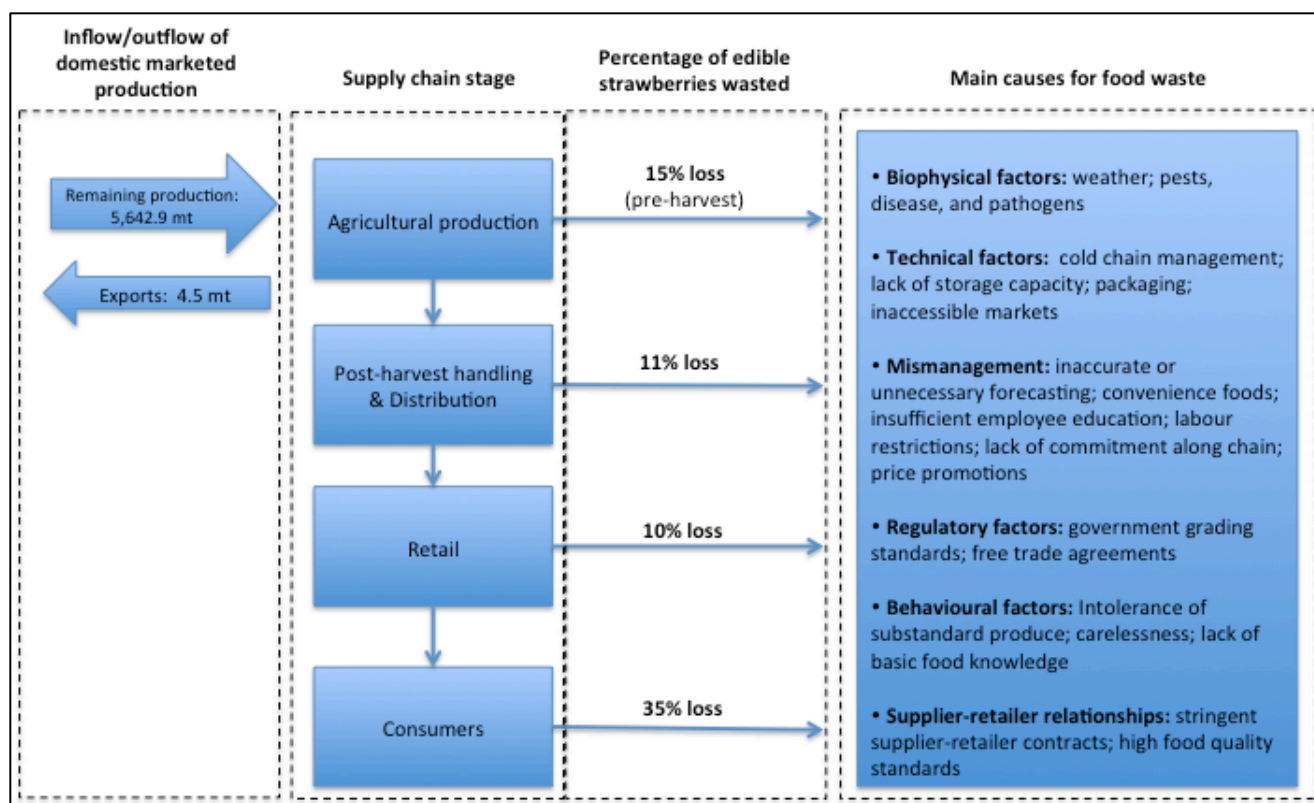 Inflow/outflow of
domestic marketed
production
Supply chain stage
Percentage of edible
strawberries wasted
Main causes for food waste
Remaining production:
5,642.9 mt
Exports: 4.5 mt
Agricultural production
Post-harvest handling
& Distribution
Retail
Consumers
15% loss
(pre-harvest)
11% loss
10% loss
35% loss
• Biophysical factors: weather; pests,
disease, and pathogens
• Technical factors: cold chain management;
lack of storage capacity; packaging;
inaccessible markets
• Mismanagement: inaccurate or
unnecessary forecasting; convenience foods;
insufficient employee education; labour
restrictions; lack of commitment along chain;
price promotions
• Regulatory factors: government grading
standards; free trade agreements
• Behavioural factors: Intolerance of
substandard produce; carelessness; lack of
basic food knowledge
• Supplier-retailer relationships: stringent
supplier-retailer contracts; high food quality
standards